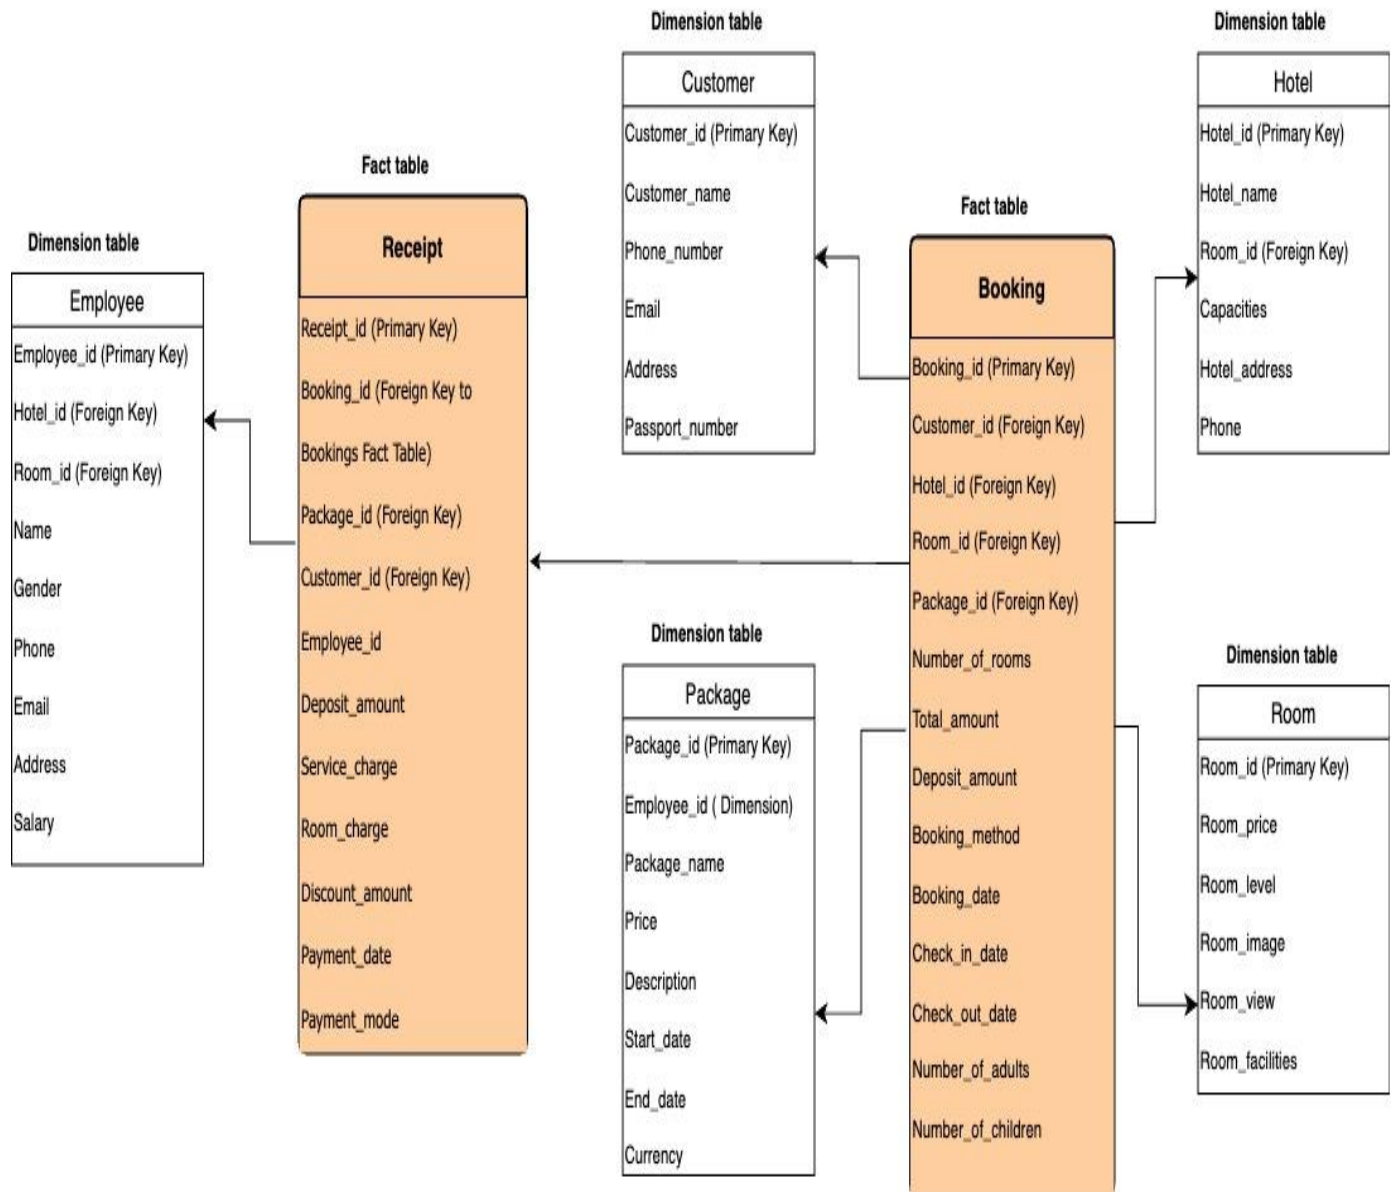 Dimension table
Employee
Employee_id (Primary Key)
Hotel_id (Foreign Key)
Room_id (Foreign Key)
Name
Gender
Phone
Email
Address
Salary
Fact table
Receipt
Receipt_id (Primary Key)
Booking_id (Foreign Key to
Bookings Fact Table)
Package_id (Foreign Key)
Customer_id (Foreign Key)
Employee_id
Deposit_amount
Service_charge
Room_charge
Discount_amount
Payment_date
Payment_mode
Dimension table
Customer
Customer_id (Primary Key)
Customer_name
Phone_number
Email
Address
Passport_number
Dimension table
Package
Package_id (Primary Key)
Employee_id ( Dimension)
Package_name
Price
Description
Start_date
End_date
Currency
Fact table
Booking
Booking_id (Primary Key)
Customer_id (Foreign Key)
Hotel_id (Foreign Key)
Room_id (Foreign Key)
Package_id (Foreign Key)
Number_of_rooms
Total_amount
Deposit_amount
Booking_method
Booking_date
Check_in_date
Check_out_date
Number_of_adults
Number_of_children
Dimension table
Hotel
Hotel_id (Primary Key)
Hotel_name
Room_id (Foreign Key)
Capacities
Hotel_address
Phone
Dimension table
Room
Room_id (Primary Key)
Room_price
Room_level
Room_image
Room_view
Room_facilities